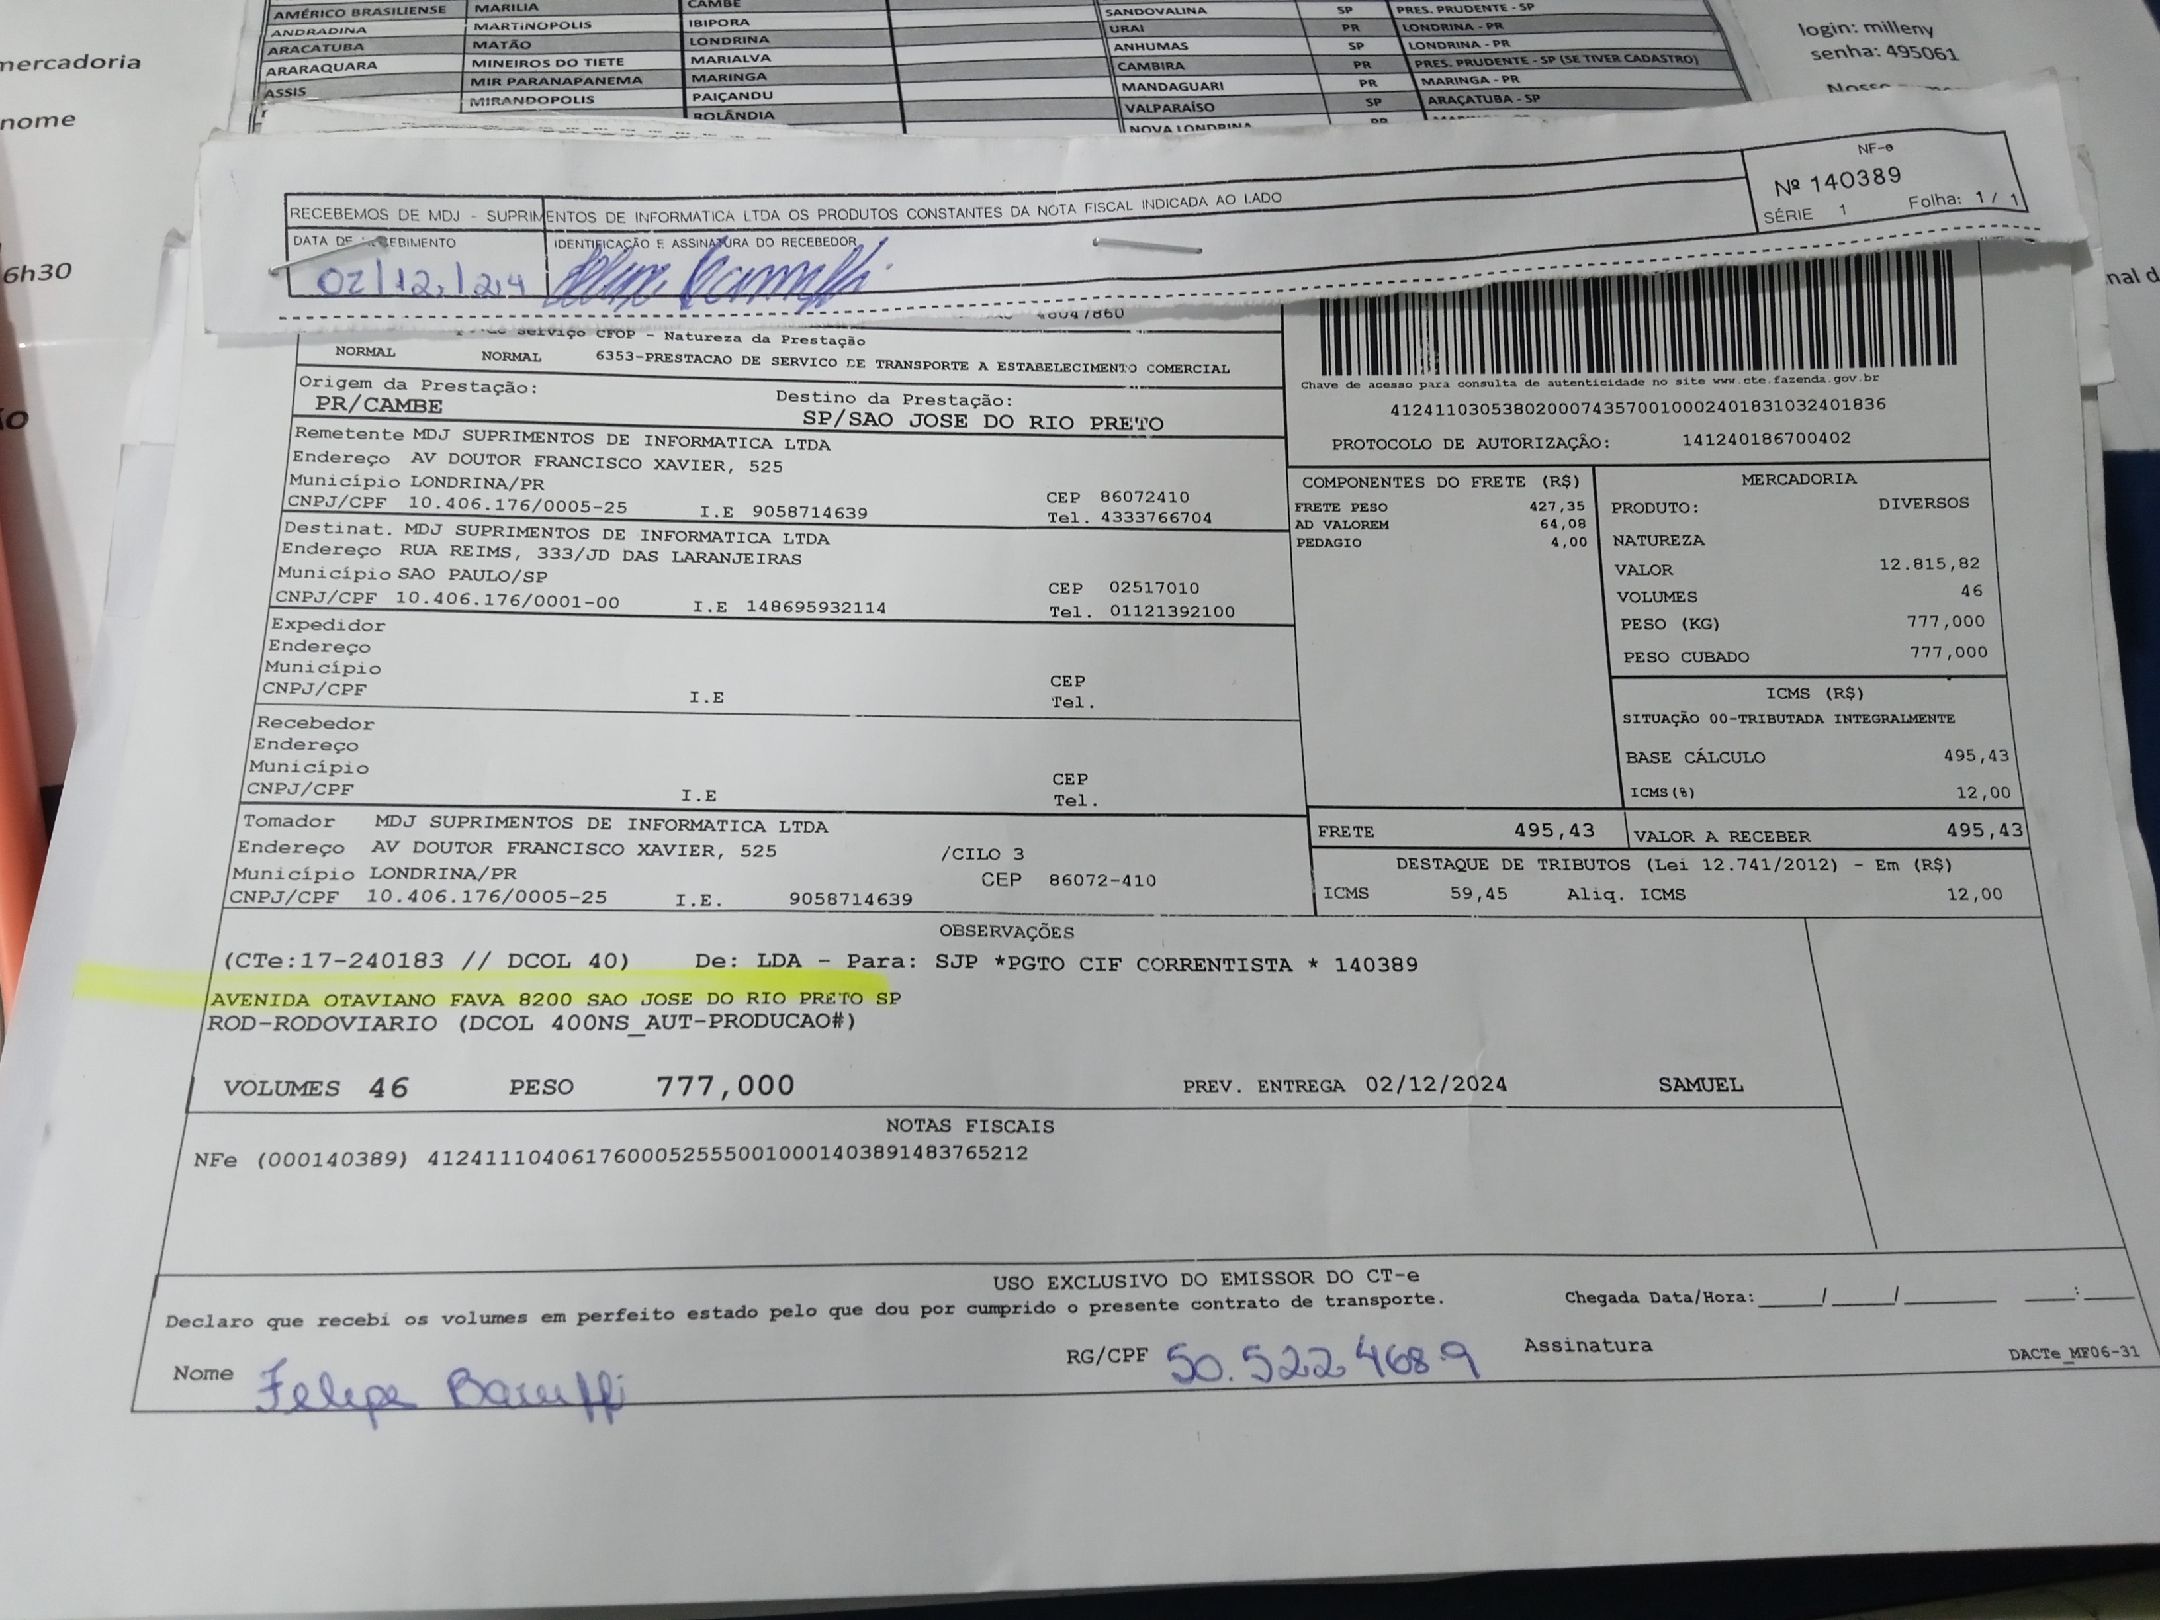 AMÉRICO BRASILIENSE MARILIA CAMBÉ SANDOVALINA SP PRES. PRUDENTE - SP
ANDRADINA MARTINOPOLIS IBIPORA URAI PR LONDRINA - PR
ARACATUBA MATÃO LONDRINA ANHUMAS SP LONDRINA - PR
ARARAQUARA MINEIROS DO TIETE MARIALVA CAMBIRA PR PRES. PRUDENTE - SP (SE TIVER CADASTRO)
ASSIS MIR PARANAPANEMA MARINGA MANDAGUARI PR MARINGA - PR
MIRANDOPOLIS PAIÇANDU VALPARAÍSO SP ARAÇATUBA - SP
ROLÂNDIA NOVA LONDRINA PR
login: milleny
senha: 495061
mercadoria
nome
6h30
nal d
RECEBEMOS DE MDJ - SUPRIMENTOS DE INFORMATICA LTDA OS PRODUTOS CONSTANTES DA NOTA FISCAL INDICADA AO LADO
NF-e
Nº 140389
SÉRIE 1 Folha: 1 / 1
DATA DE RECEBIMENTO IDENTIFICAÇÃO E ASSINATURA DO RECEBEDOR
02/12/24
Serviço CFOP - Natureza da Prestação
NORMAL NORMAL 6353-PRESTACAO DE SERVICO DE TRANSPORTE A ESTABELECIMENTO COMERCIAL
Origem da Prestação: Destino da Prestação:
PR/CAMBE SP/SAO JOSE DO RIO PRETO
Chave de acesso para consulta de autenticidade no site www.cte.fazenda.gov.br
41241103053802000743570010002401831032401836
PROTOCOLO DE AUTORIZAÇÃO: 141240186700402
Remetente MDJ SUPRIMENTOS DE INFORMATICA LTDA
Endereço AV DOUTOR FRANCISCO XAVIER, 525
Município LONDRINA/PR CEP 86072410
CNPJ/CPF 10.406.176/0005-25 I.E 9058714639 Tel. 4333766704
Destinat. MDJ SUPRIMENTOS DE INFORMATICA LTDA
Endereço RUA REIMS, 333/JD DAS LARANJEIRAS
Município SAO PAULO/SP CEP 02517010
CNPJ/CPF 10.406.176/0001-00 I.E 148695932114 Tel. 01121392100
Expedidor
Endereço
Município CEP
CNPJ/CPF I.E Tel.
Recebedor
Endereço
Município CEP
CNPJ/CPF I.E Tel.
Tomador MDJ SUPRIMENTOS DE INFORMATICA LTDA
Endereço AV DOUTOR FRANCISCO XAVIER, 525 /CILO 3
Município LONDRINA/PR CEP 86072-410
CNPJ/CPF 10.406.176/0005-25 I.E. 9058714639
COMPONENTES DO FRETE (R$)
FRETE PESO 427,35
AD VALOREM 64,08
PEDAGIO 4,00
MERCADORIA
PRODUTO: DIVERSOS
NATUREZA
VALOR 12.815,82
VOLUMES 46
PESO (KG) 777,000
PESO CUBADO 777,000
ICMS (R$)
SITUAÇÃO 00-TRIBUTADA INTEGRALMENTE
BASE CÁLCULO 495,43
ICMS(%) 12,00
FRETE 495,43 VALOR A RECEBER 495,43
DESTAQUE DE TRIBUTOS (Lei 12.741/2012) - Em (R$)
ICMS 59,45 Aliq. ICMS 12,00
OBSERVAÇÕES
(CTe:17-240183 // DCOL 40) De: LDA - Para: SJP *PGTO CIF CORRENTISTA * 140389
AVENIDA OTAVIANO FAVA 8200 SAO JOSE DO RIO PRETO SP
ROD-RODOVIARIO (DCOL 400NS_AUT-PRODUCAO#)
VOLUMES 46 PESO 777,000 PREV. ENTREGA 02/12/2024 SAMUEL
NOTAS FISCAIS
NFe (000140389) 41241110406176000525550010001403891483765212
USO EXCLUSIVO DO EMISSOR DO CT-e
Declaro que recebi os volumes em perfeito estado pelo que dou por cumprido o presente contrato de transporte. Chegada Data/Hora:____/____/______ ___:___
Nome Felipe Baruffi RG/CPF 50.522.468.9 Assinatura
DACTe_MF06-31